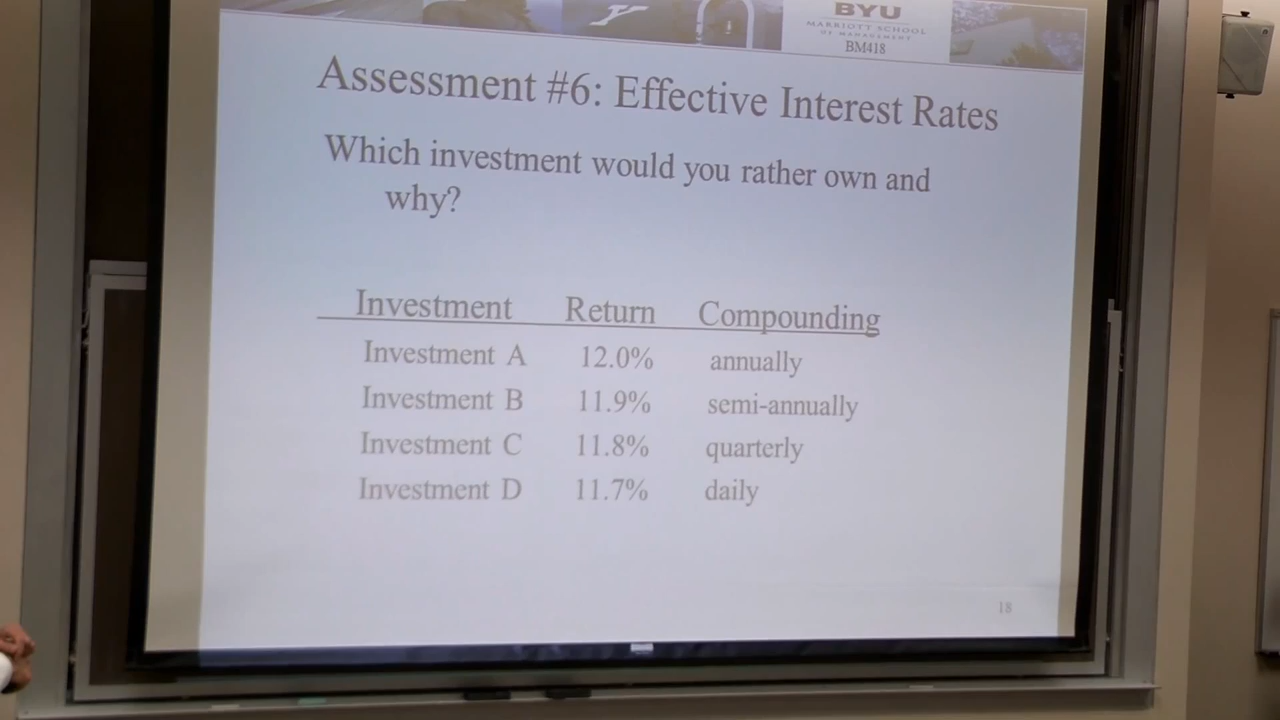 BYU
MARRIOTT SCHOOL
OF MANAGEMENT
BM418
Assessment #6: Effective Interest Rates
Which investment would you rather own and
why?
Investment Return Compounding
Investment A 12.0% annually
Investment B 11.9% semi-annually
Investment C 11.8% quarterly
Investment D 11.7% daily
18